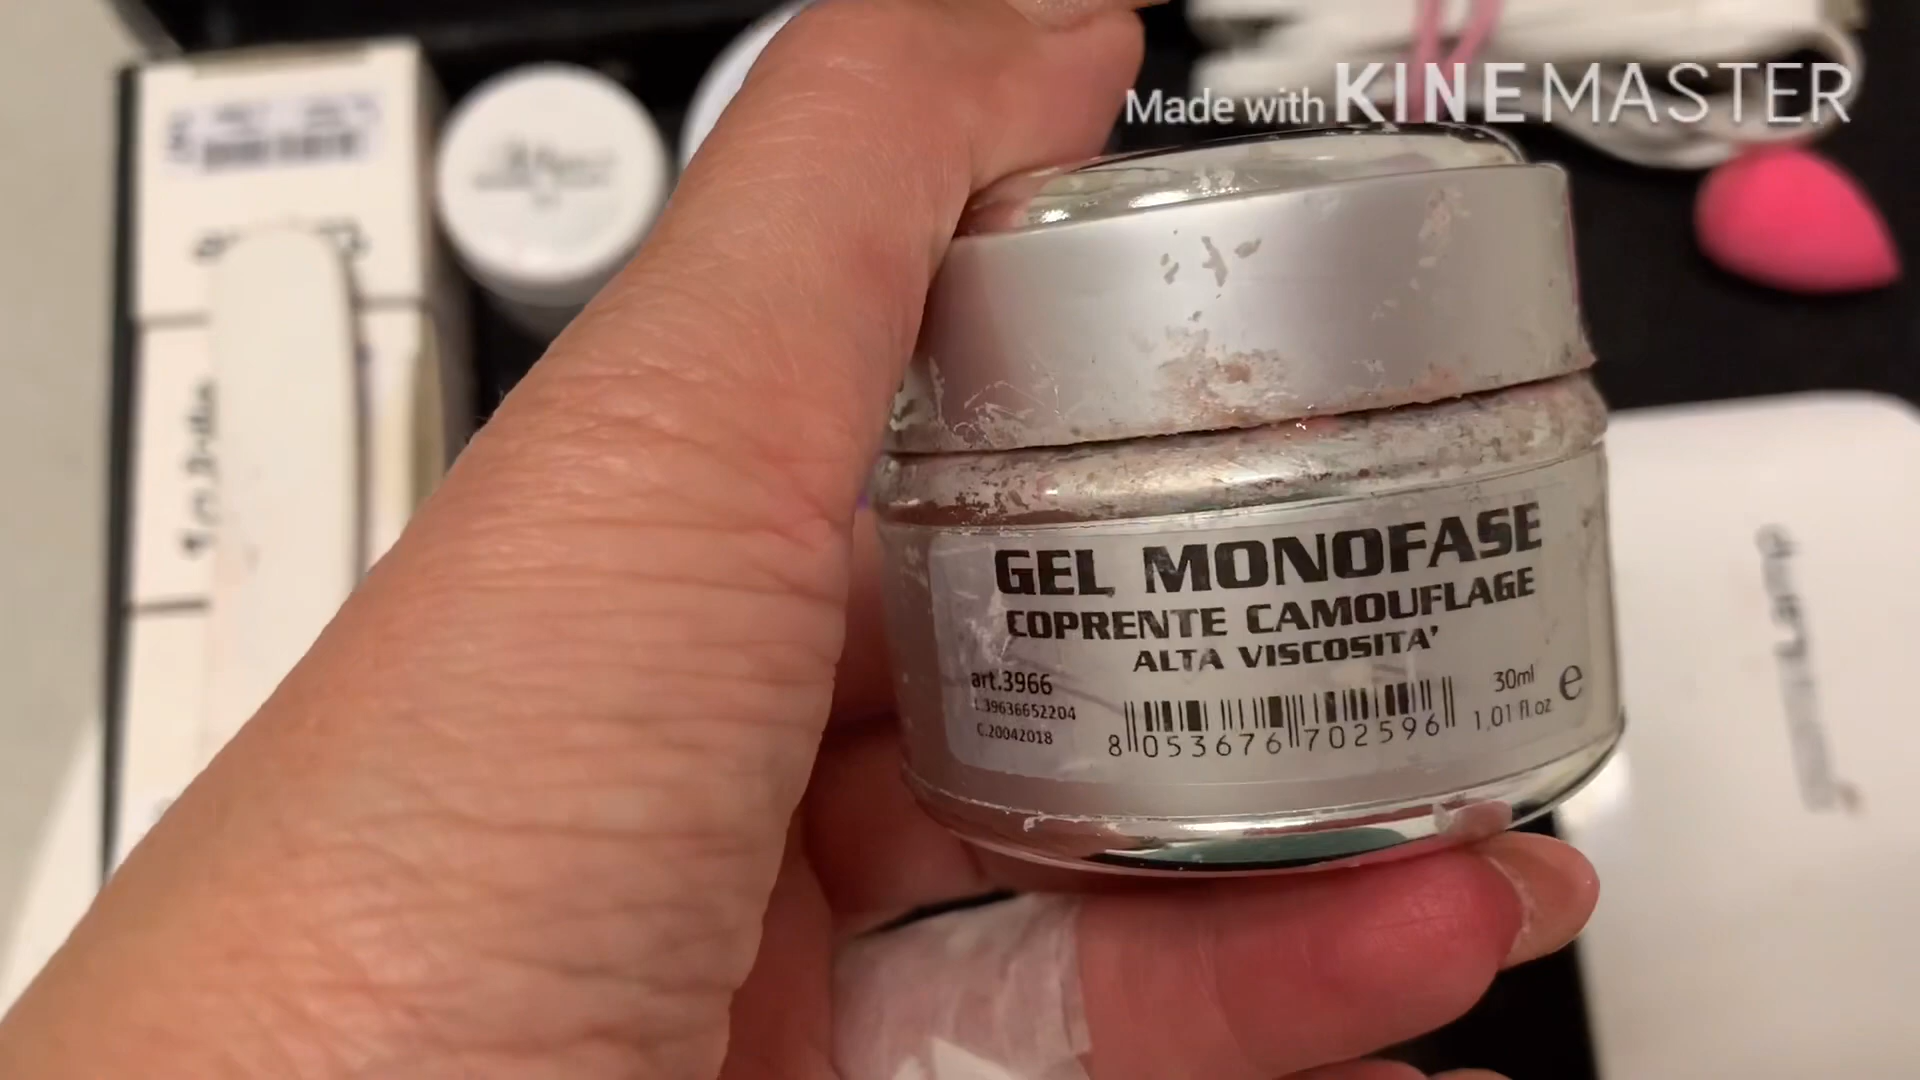 Made with KINEMASTER
GEL MONOFASE
COPRENTE CAMOUFLAGE
ALTA VISCOSITA'
art.3966
L.39636652204
C.20042018
8 053676 702596
30ml
1,01 fl.oz e